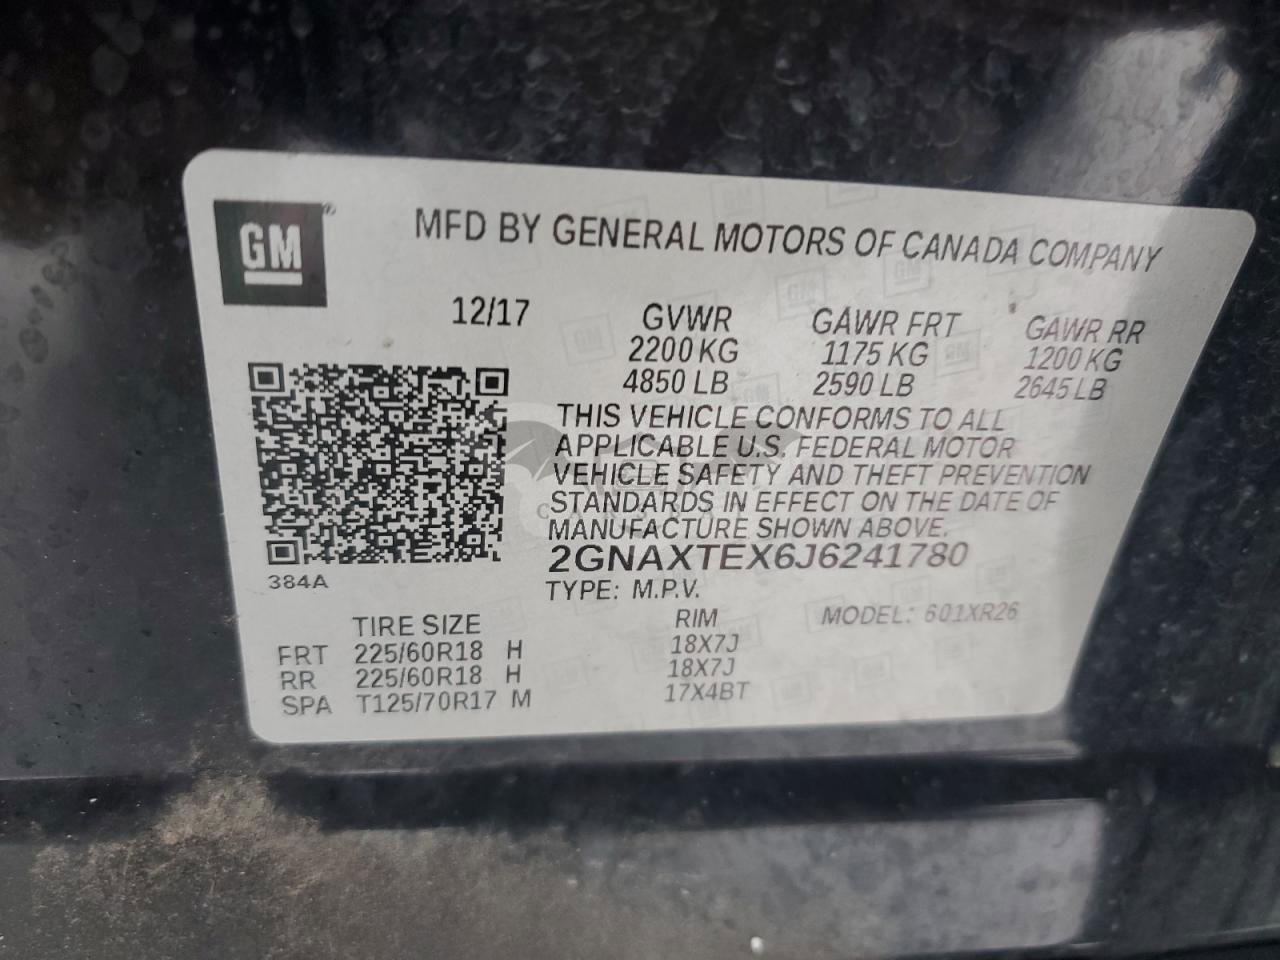 GM
MFD BY GENERAL MOTORS OF CANADA COMPANY
12/17
GVWR GAWR FRT GAWR RR
2200 KG 1175 KG 1200 KG
4850 LB 2590 LB 2645 LB
THIS VEHICLE CONFORMS TO ALL
APPLICABLE U.S. FEDERAL MOTOR
VEHICLE SAFETY AND THEFT PREVENTION
STANDARDS IN EFFECT ON THE DATE OF
MANUFACTURE SHOWN ABOVE.
2GNAXTEX6J6241780
384A
TYPE: M.P.V.
MODEL: 601XR26
TIRE SIZE RIM
FRT 225/60R18 H 18X7J
RR 225/60R18 H 18X7J
SPA T125/70R17 M 17X4BT